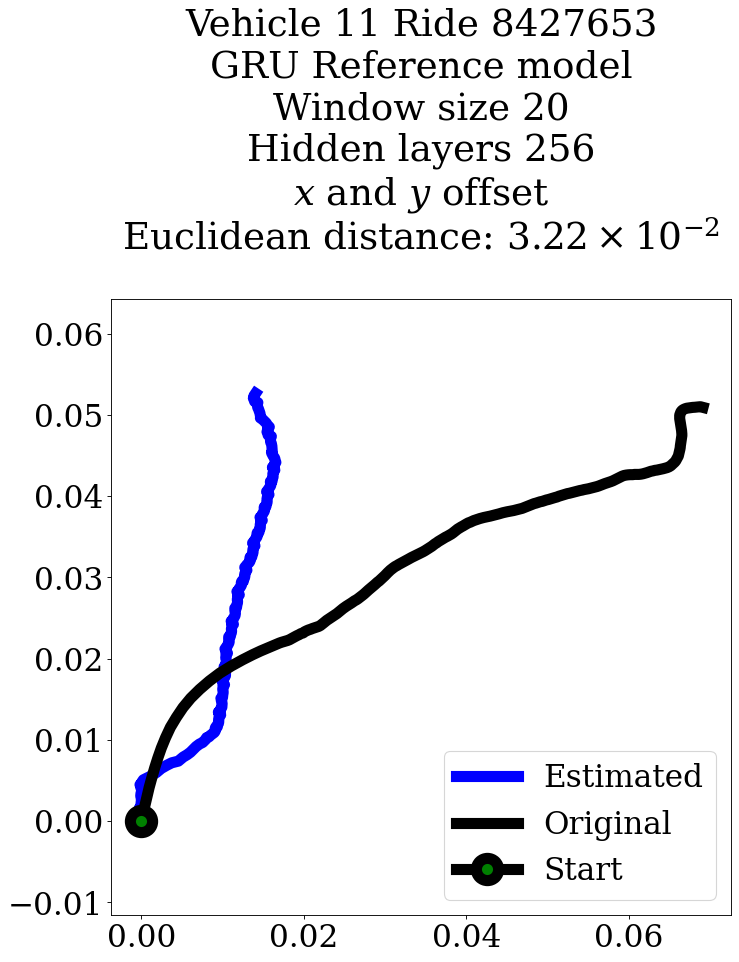 Vehicle 11 Ride 8427653
GRU Reference model
Window size 20
Hidden layers 256
x and y offset
Euclidean distance: 3.22 × 10⁻²
0.06
0.05
0.04
0.03
0.02
0.01
0.00
−0.01
Estimated
Original
Start
0.00 0.02 0.04 0.06